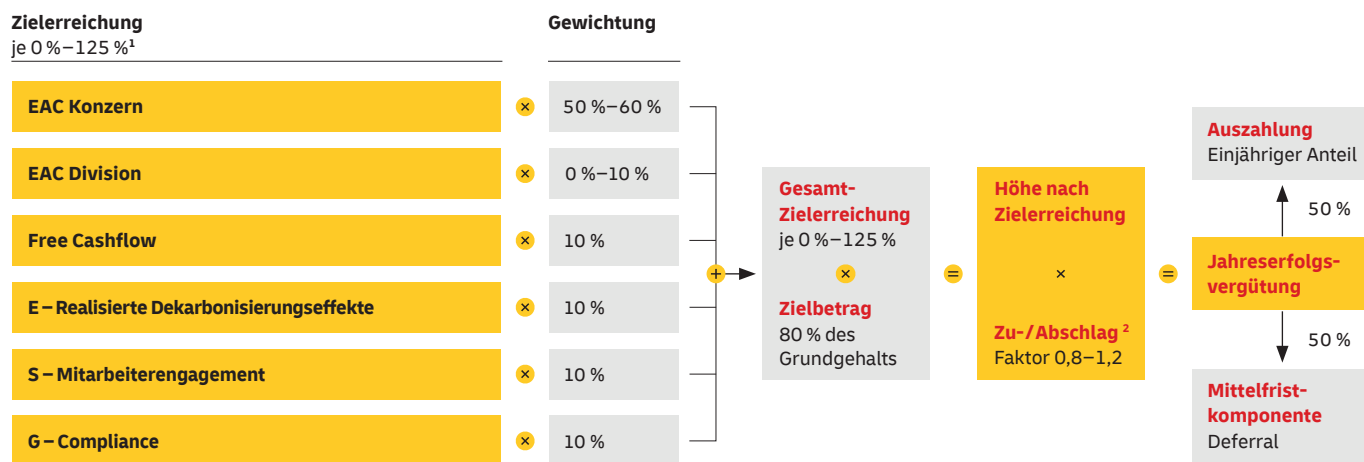 Zielerreichung
je 0 %–125 %¹
Gewichtung
EAC Konzern × 50 %–60 %
EAC Division × 0 %–10 %
Free Cashflow × 10 %
E – Realisierte Dekarbonisierungseffekte × 10 %
S – Mitarbeiterengagement × 10 %
G – Compliance × 10 %
+
Gesamt-
Zielerreichung
je 0 %–125 %
×
Zielbetrag
80 % des
Grundgehalts
=
Höhe nach
Zielerreichung
×
Zu-/Abschlag ²
Faktor 0,8–1,2
=
Auszahlung
Einjähriger Anteil
50 %
Jahreserfolgs-
vergütung
50 %
Mittelfrist-
komponente
Deferral